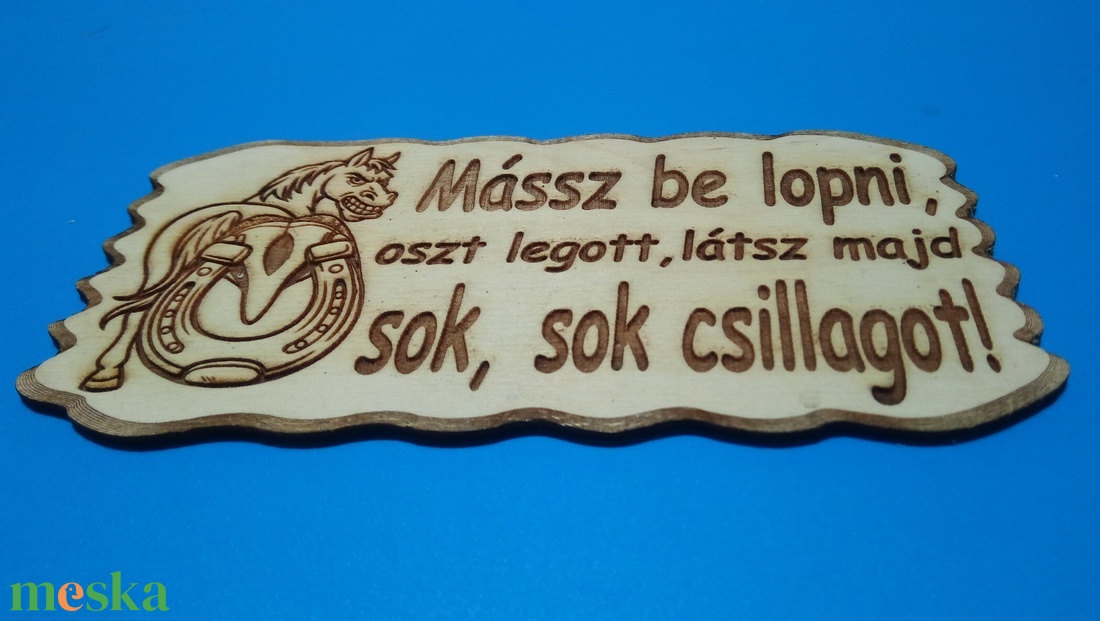 Mássz be lopni,
oszt legott, látsz majd
sok, sok csillagot!
meska